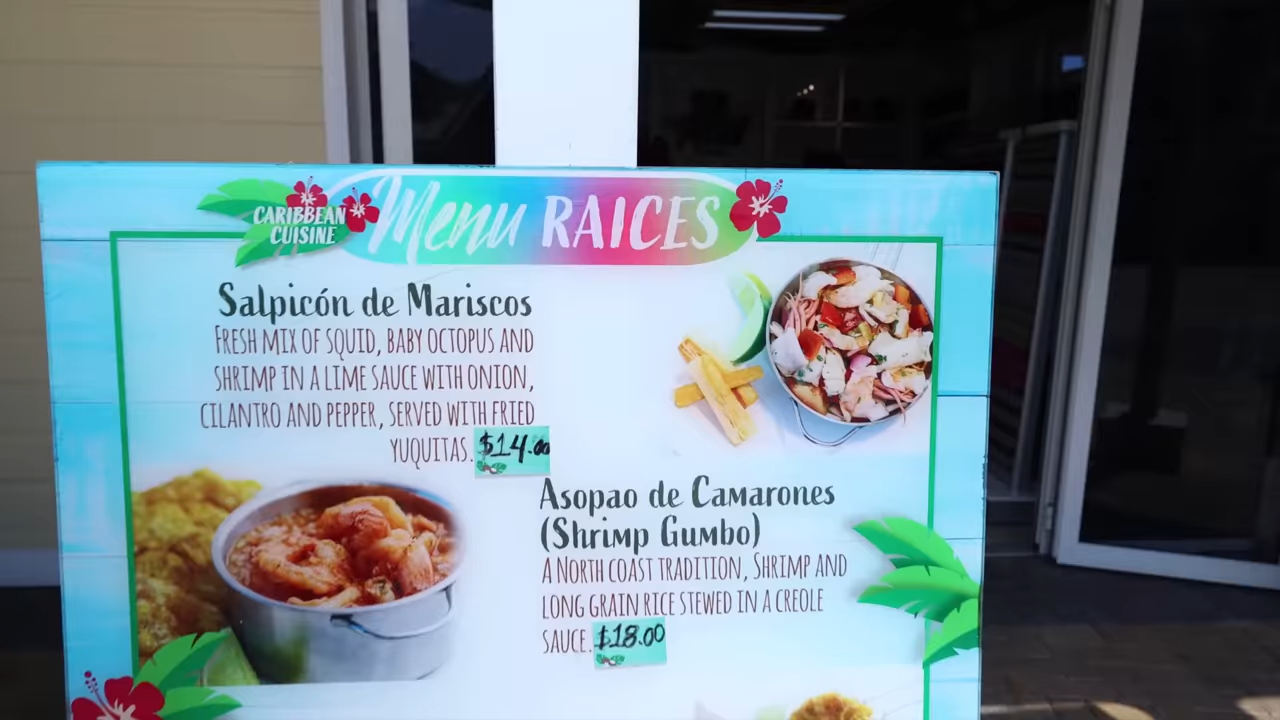 CARIBBEAN
CUISINE
Menu RAICES
Salpicón de Mariscos
FRESH MIX OF SQUID, BABY OCTOPUS AND
SHRIMP IN A LIME SAUCE WITH ONION,
CILANTRO AND PEPPER, SERVED WITH FRIED
YUQUITAS. $14.00
Asopao de Camarones
(Shrimp Gumbo)
A NORTH COAST TRADITION, SHRIMP AND
LONG GRAIN RICE STEWED IN A CREOLE
SAUCE. $18.00